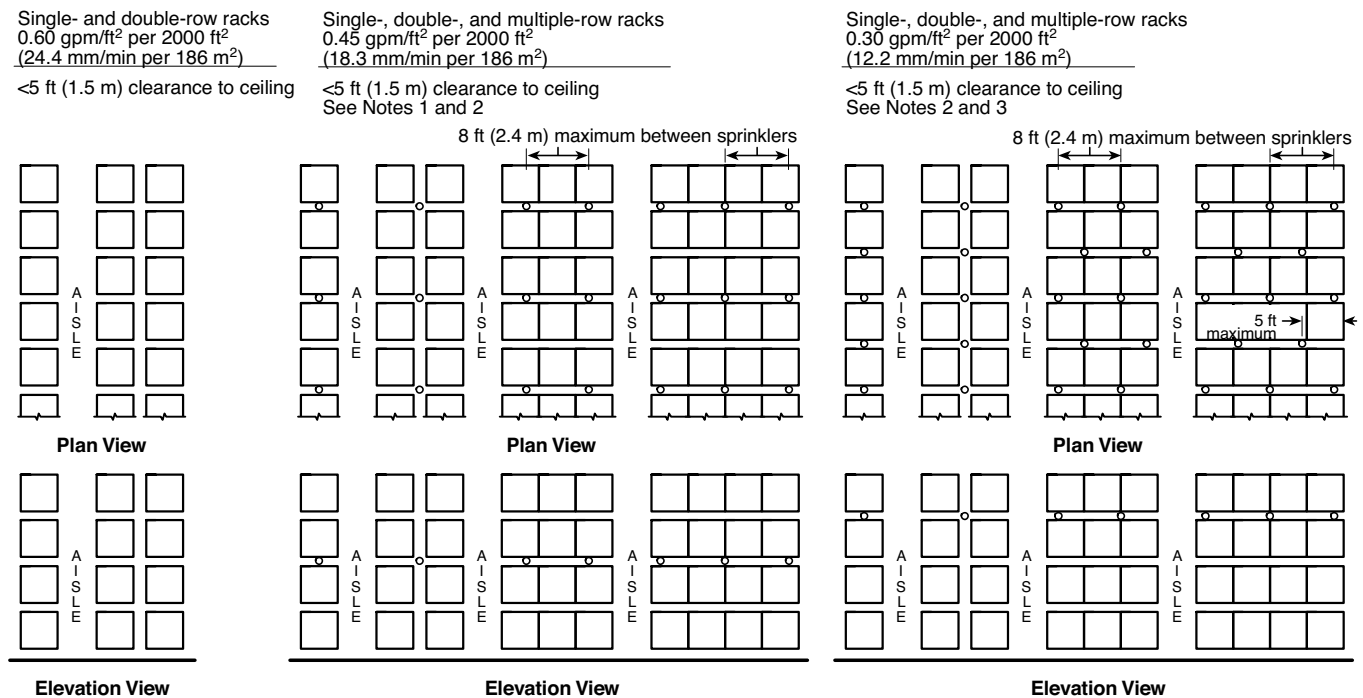 Single- and double-row racks
0.60 gpm/ft² per 2000 ft²
(24.4 mm/min per 186 m²)
<5 ft (1.5 m) clearance to ceiling
Single-, double-, and multiple-row racks
0.45 gpm/ft² per 2000 ft²
(18.3 mm/min per 186 m²)
<5 ft (1.5 m) clearance to ceiling
See Notes 1 and 2
8 ft (2.4 m) maximum between sprinklers
Single-, double-, and multiple-row racks
0.30 gpm/ft² per 2000 ft²
(12.2 mm/min per 186 m²)
<5 ft (1.5 m) clearance to ceiling
See Notes 2 and 3
8 ft (2.4 m) maximum between sprinklers
AISLE
AISLE
AISLE
AISLE
AISLE
AISLE
AISLE
5 ft
maximum
Plan View
Plan View
Plan View
AISLE
AISLE
AISLE
AISLE
AISLE
AISLE
AISLE
Elevation View
Elevation View
Elevation View